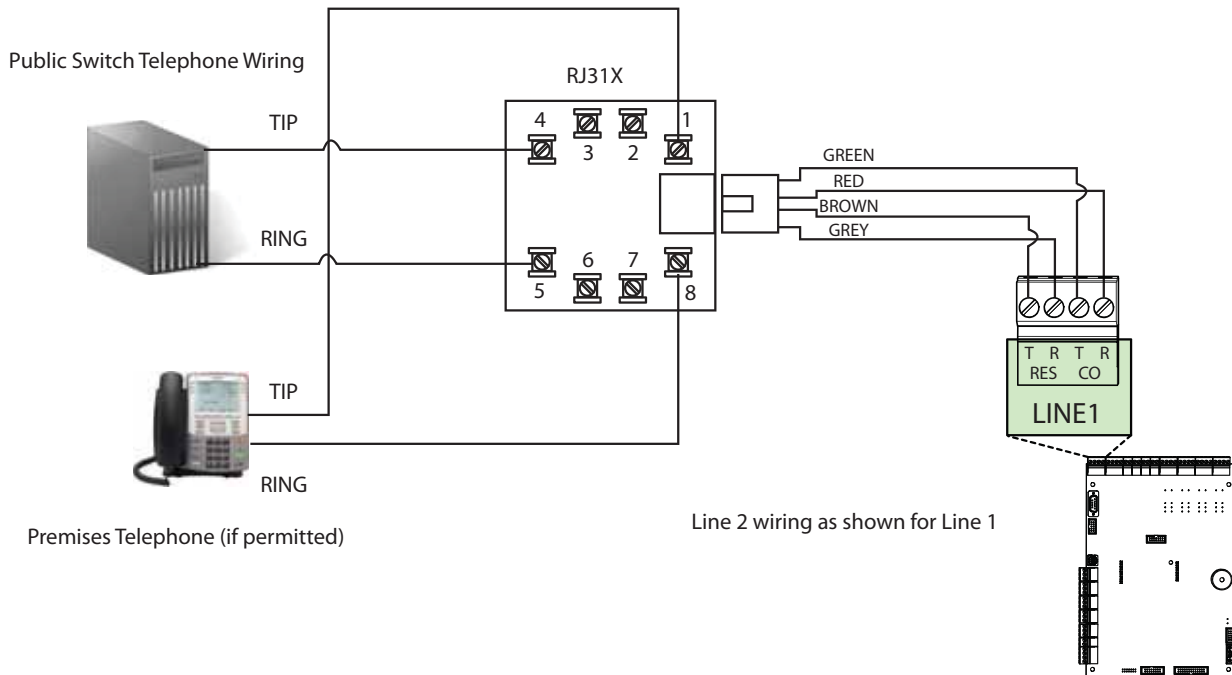 Public Switch Telephone Wiring
RJ31X
TIP
4
3
2
1
GREEN
RED
BROWN
GREY
RING
5
6
7
8
T R T R
RES CO
LINE1
TIP
RING
Premises Telephone (if permitted)
Line 2 wiring as shown for Line 1